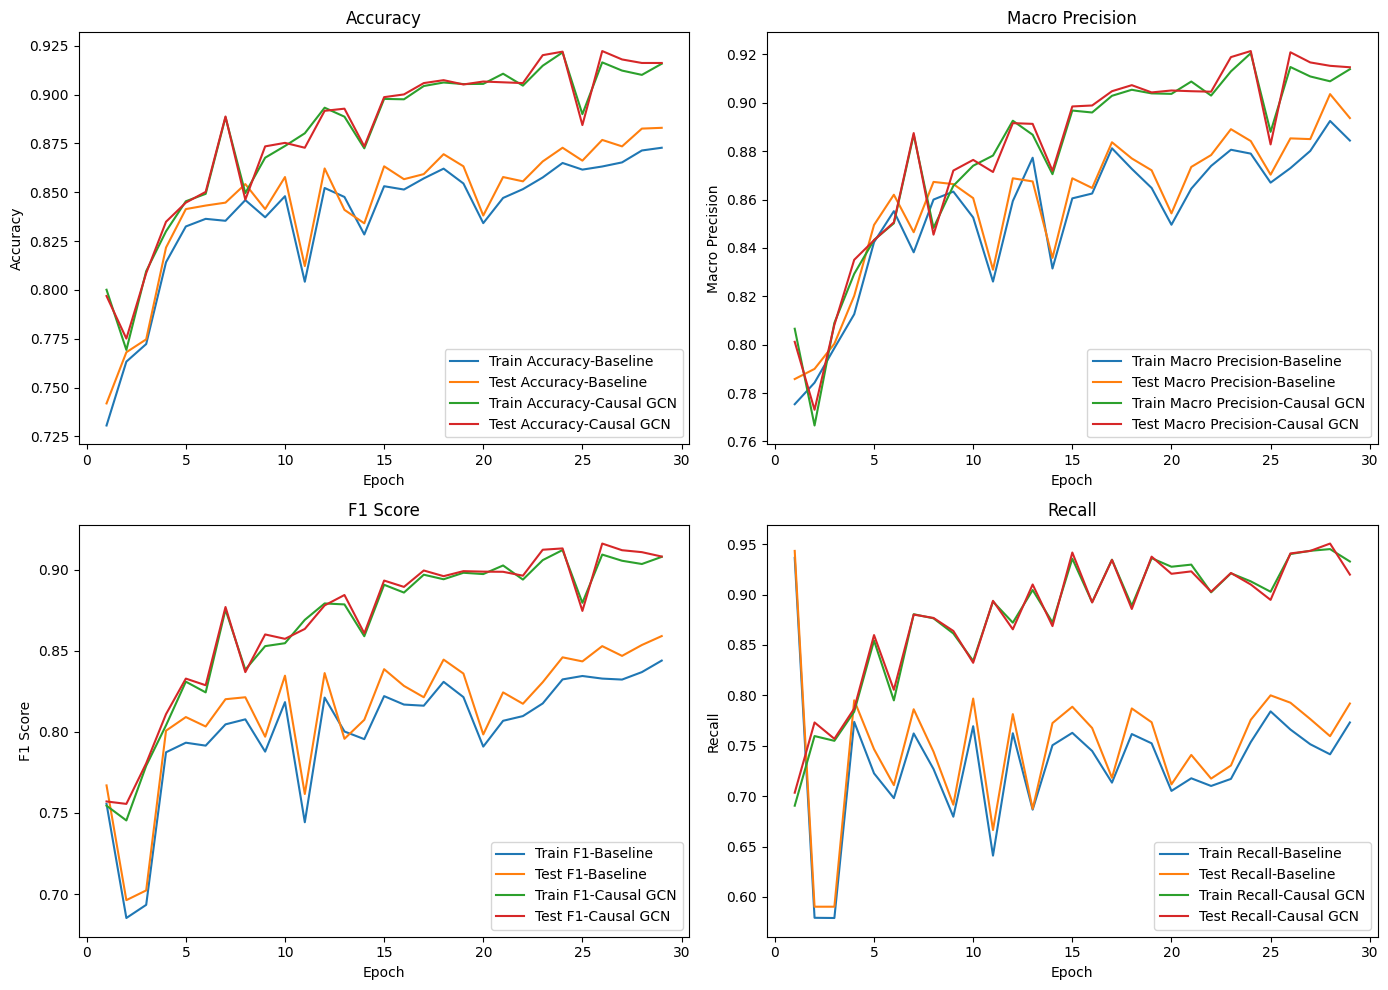 Accuracy
Accuracy
0.925
0.900
0.875
0.850
0.825
0.800
0.775
0.750
0.725
Train Accuracy-Baseline
Test Accuracy-Baseline
Train Accuracy-Causal GCN
Test Accuracy-Causal GCN
0 5 10 15 20 25 30
Epoch
Macro Precision
Macro Precision
0.92
0.90
0.88
0.86
0.84
0.82
0.80
0.78
0.76
Train Macro Precision-Baseline
Test Macro Precision-Baseline
Train Macro Precision-Causal GCN
Test Macro Precision-Causal GCN
0 5 10 15 20 25 30
Epoch
F1 Score
F1 Score
0.90
0.85
0.80
0.75
0.70
Train F1-Baseline
Test F1-Baseline
Train F1-Causal GCN
Test F1-Causal GCN
0 5 10 15 20 25 30
Epoch
Recall
Recall
0.95
0.90
0.85
0.80
0.75
0.70
0.65
0.60
Train Recall-Baseline
Test Recall-Baseline
Train Recall-Causal GCN
Test Recall-Causal GCN
0 5 10 15 20 25 30
Epoch